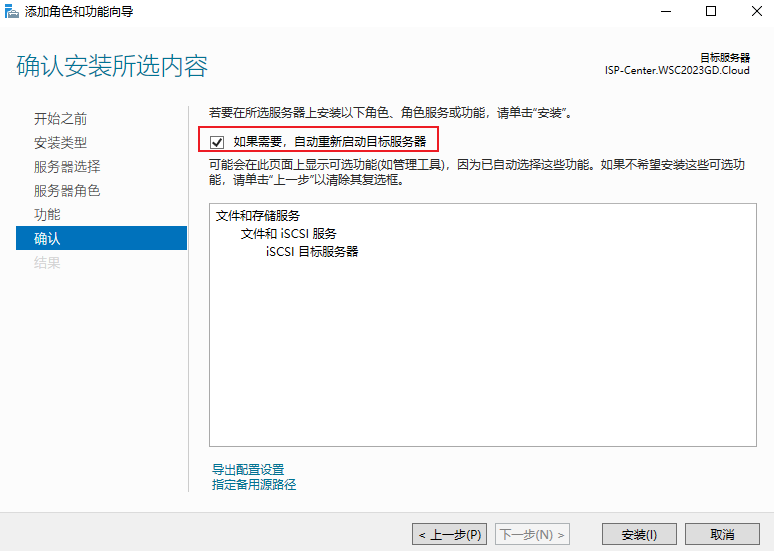 添加角色和功能向导
确认安装所选内容
目标服务器
ISP-Center.WSC2023GD.Cloud
开始之前
安装类型
服务器选择
服务器角色
功能
确认
结果
若要在所选服务器上安装以下角色、角色服务或功能，请单击“安装”。
如果需要，自动重新启动目标服务器
可能会在此页面上显示可选功能(如管理工具)，因为已自动选择这些功能。如果不希望安装这些可选功
能，请单击“上一步”以清除其复选框。
文件和存储服务
文件和 iSCSI 服务
iSCSI 目标服务器
导出配置设置
指定备用源路径
< 上一步(P)
下一步(N) >
安装(I)
取消